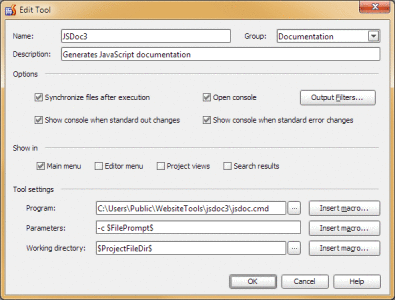 Edit Tool
Name: JSDoc3 Group: Documentation
Description: Generates JavaScript documentation
Options
Synchronize files after execution Open console Output Filters...
Show console when standard out changes Show console when standard error changes
Show in
Main menu Editor menu Project views Search results
Tool settings
Program: C:\Users\Public\WebsiteTools\jsdoc3\jsdoc.cmd ... Insert macro...
Parameters: -c $FilePrompt$ Insert macro...
Working directory: $ProjectFileDir$ ... Insert macro...
OK Cancel Help